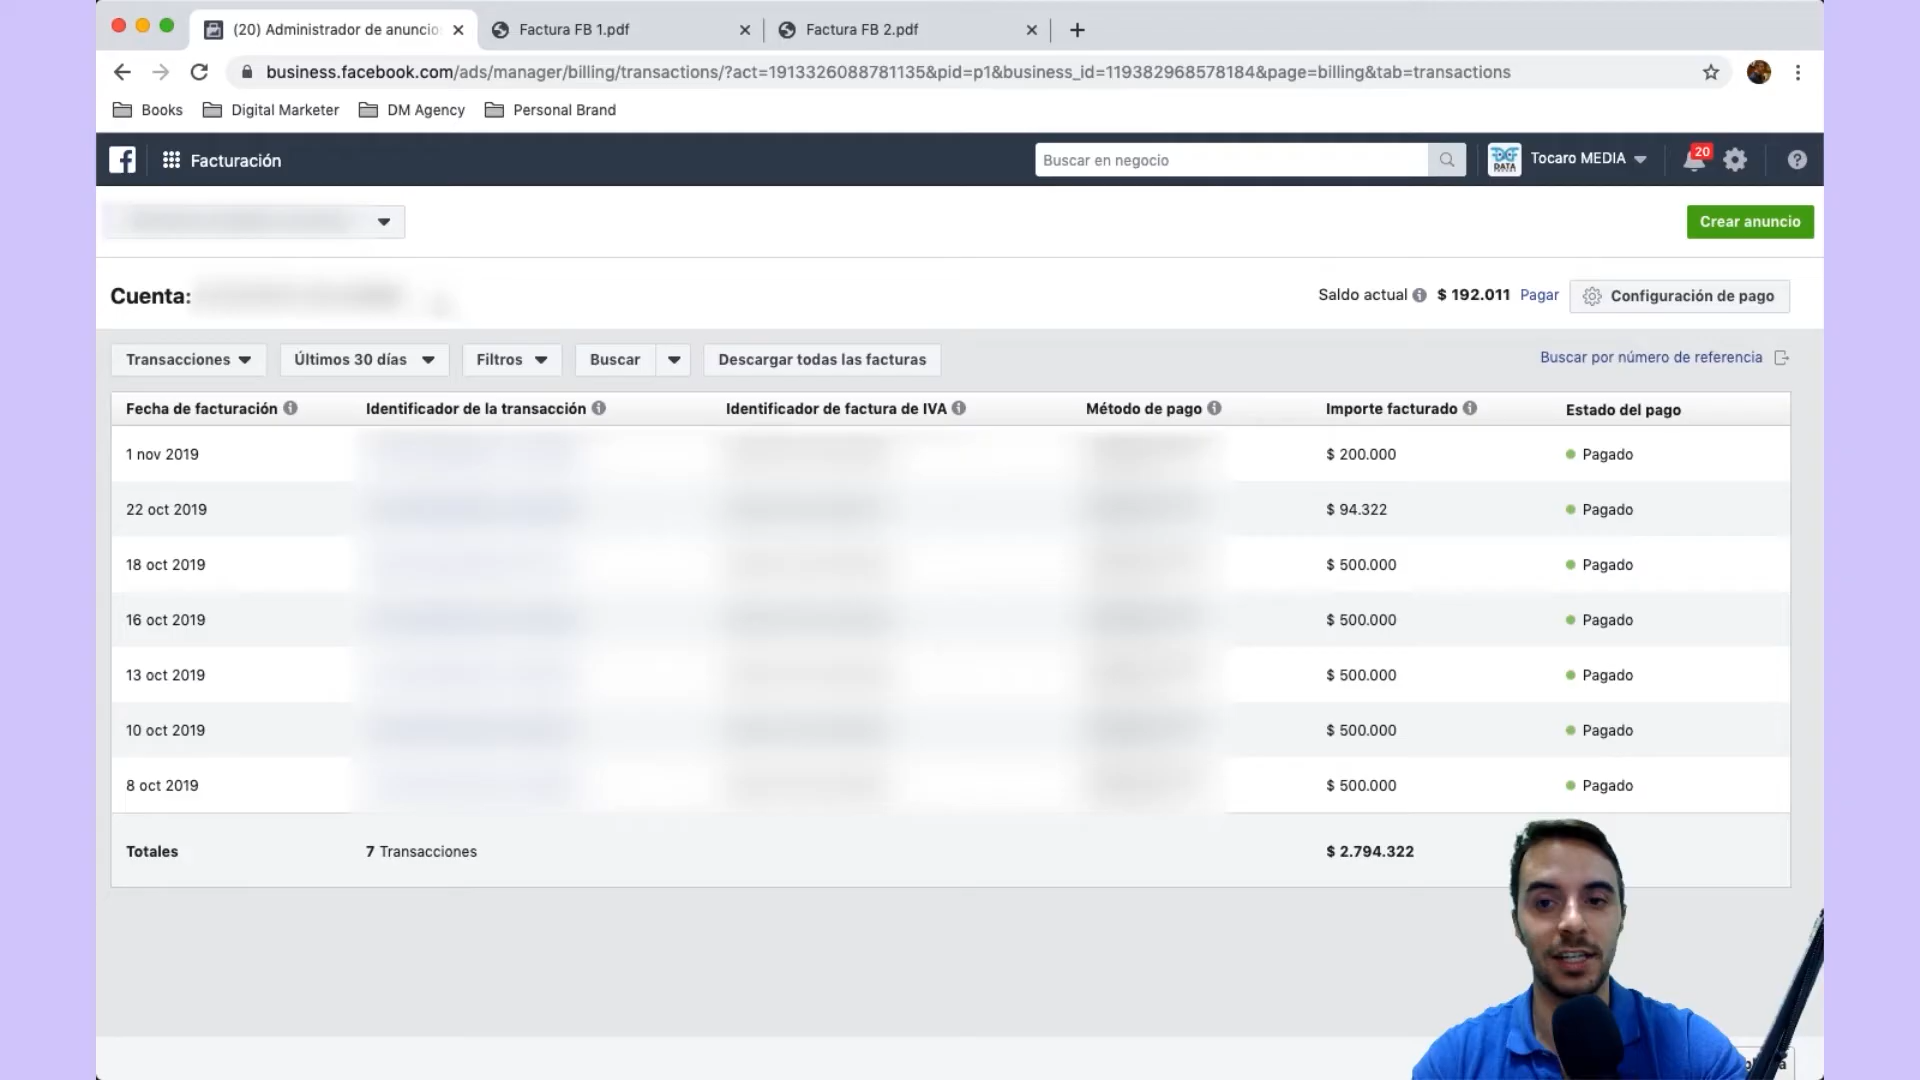 (20) Administrador de anuncio
Factura FB 1.pdf
Factura FB 2.pdf
business.facebook.com/ads/manager/billing/transactions/?act=1913326088781135&pid=p1&business_id=119382968578184&page=billing&tab=transactions
Books
Digital Marketer
DM Agency
Personal Brand
Facturación
Buscar en negocio
DATA
Tocaro MEDIA
20
Crear anuncio
Cuenta:
Saldo actual $ 192.011 Pagar
Configuración de pago
Transacciones
Últimos 30 días
Filtros
Buscar
Descargar todas las facturas
Buscar por número de referencia
Fecha de facturación Identificador de la transacción Identificador de factura de IVA Método de pago Importe facturado Estado del pago
1 nov 2019 $ 200.000 Pagado
22 oct 2019 $ 94.322 Pagado
18 oct 2019 $ 500.000 Pagado
16 oct 2019 $ 500.000 Pagado
13 oct 2019 $ 500.000 Pagado
10 oct 2019 $ 500.000 Pagado
8 oct 2019 $ 500.000 Pagado
Totales 7 Transacciones $ 2.794.322